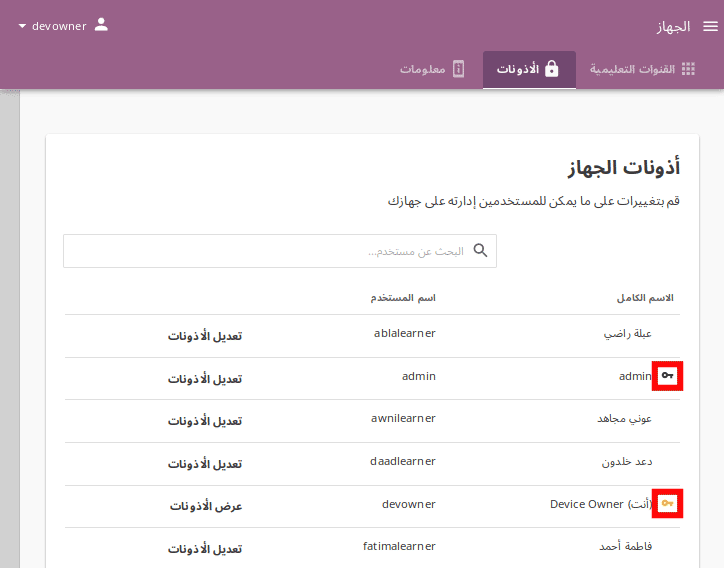 الجهاز
devowner
القنوات التعليمية
الأذونات
معلومات
أذونات الجهاز
قم بتغييرات على ما يمكن للمستخدمين إدارته على جهازك
البحث عن مستخدم...
الاسم الكامل اسم المستخدم
عبلة راضي ablalearner تعديل الأذونات
admin admin تعديل الأذونات
عوني مجاهد awnilearner تعديل الأذونات
دعد خلدون daadlearner تعديل الأذونات
Device Owner (أنت) devowner عرض الأذونات
فاطمة أحمد fatimalearner تعديل الأذونات